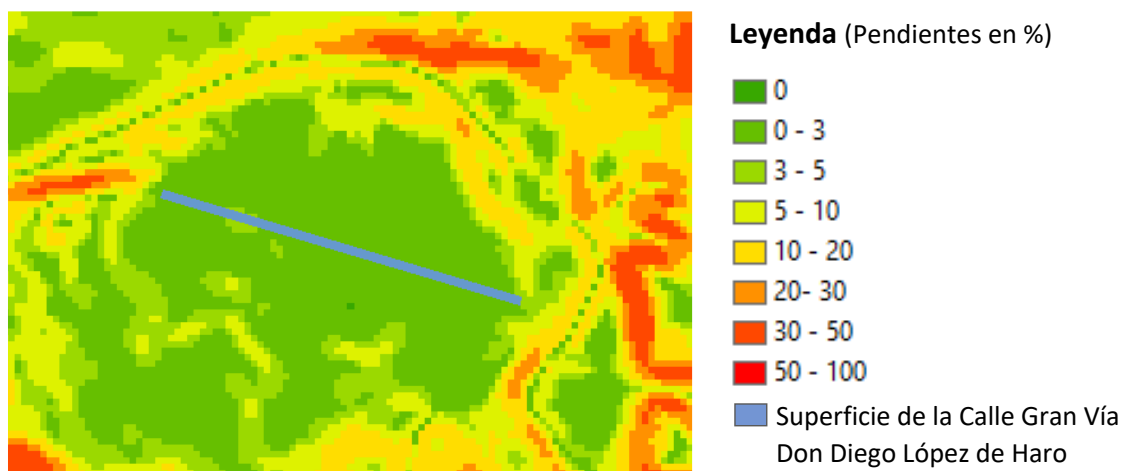 Leyenda (Pendientes en %)
0
0 - 3
3 - 5
5 - 10
10 - 20
20- 30
30 - 50
50 - 100
Superficie de la Calle Gran Vía
Don Diego López de Haro